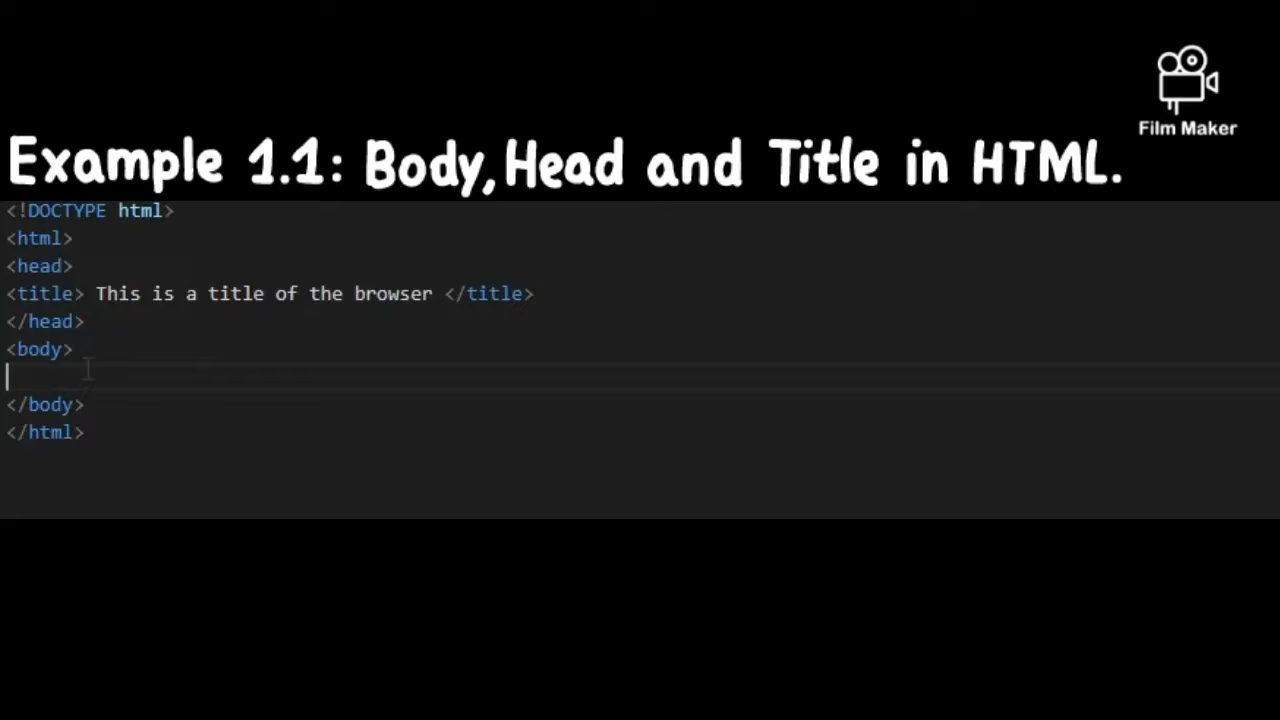 Film Maker
Example 1.1: Body,Head and Title in HTML.
<!DOCTYPE html>
<html>
<head>
<title> This is a title of the browser </title>
</head>
<body>
</body>
</html>